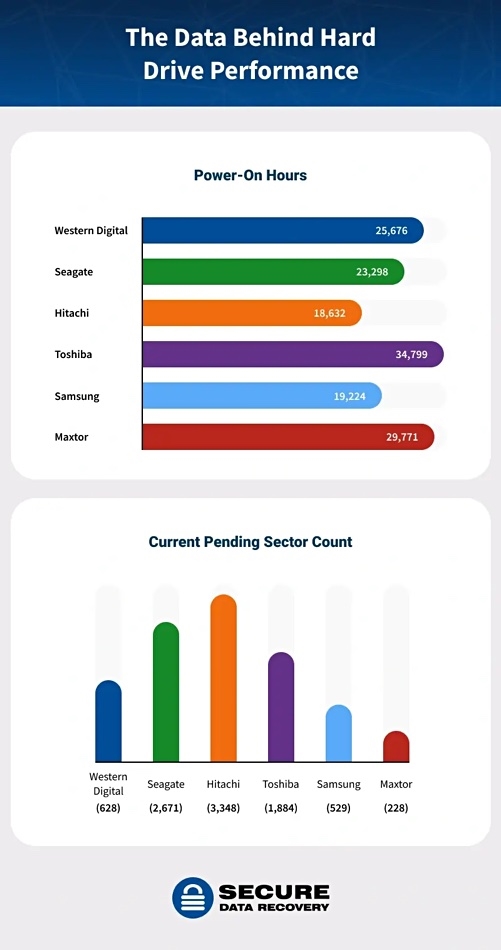 The Data Behind Hard
Drive Performance
Power-On Hours
Western Digital 25,676
Seagate 23,298
Hitachi 18,632
Toshiba 34,799
Samsung 19,224
Maxtor 29,771
Current Pending Sector Count
Western
Digital Seagate Hitachi Toshiba Samsung Maxtor
(628) (2,671) (3,348) (1,884) (529) (228)
SECURE
DATA RECOVERY